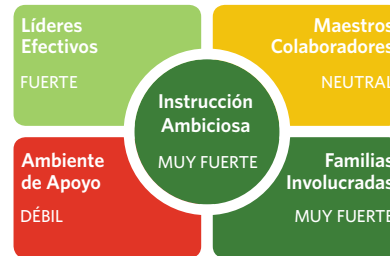 Líderes
Efectivos
FUERTE
Maestros
Colaboradores
NEUTRAL
Instrucción
Ambiciosa
MUY FUERTE
Ambiente
de Apoyo
DÉBIL
Familias
Involucradas
MUY FUERTE